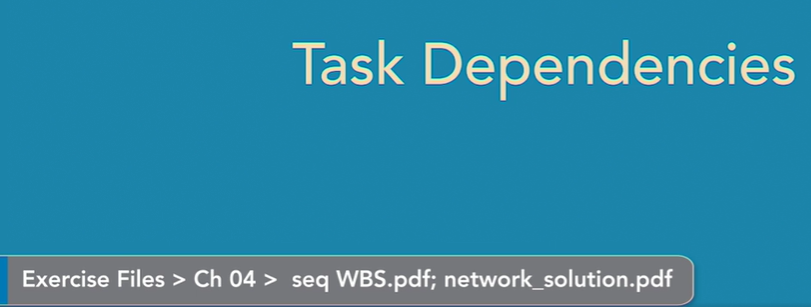 Task Dependencies
Exercise Files > Ch 04 > seq WBS.pdf; network_solution.pdf